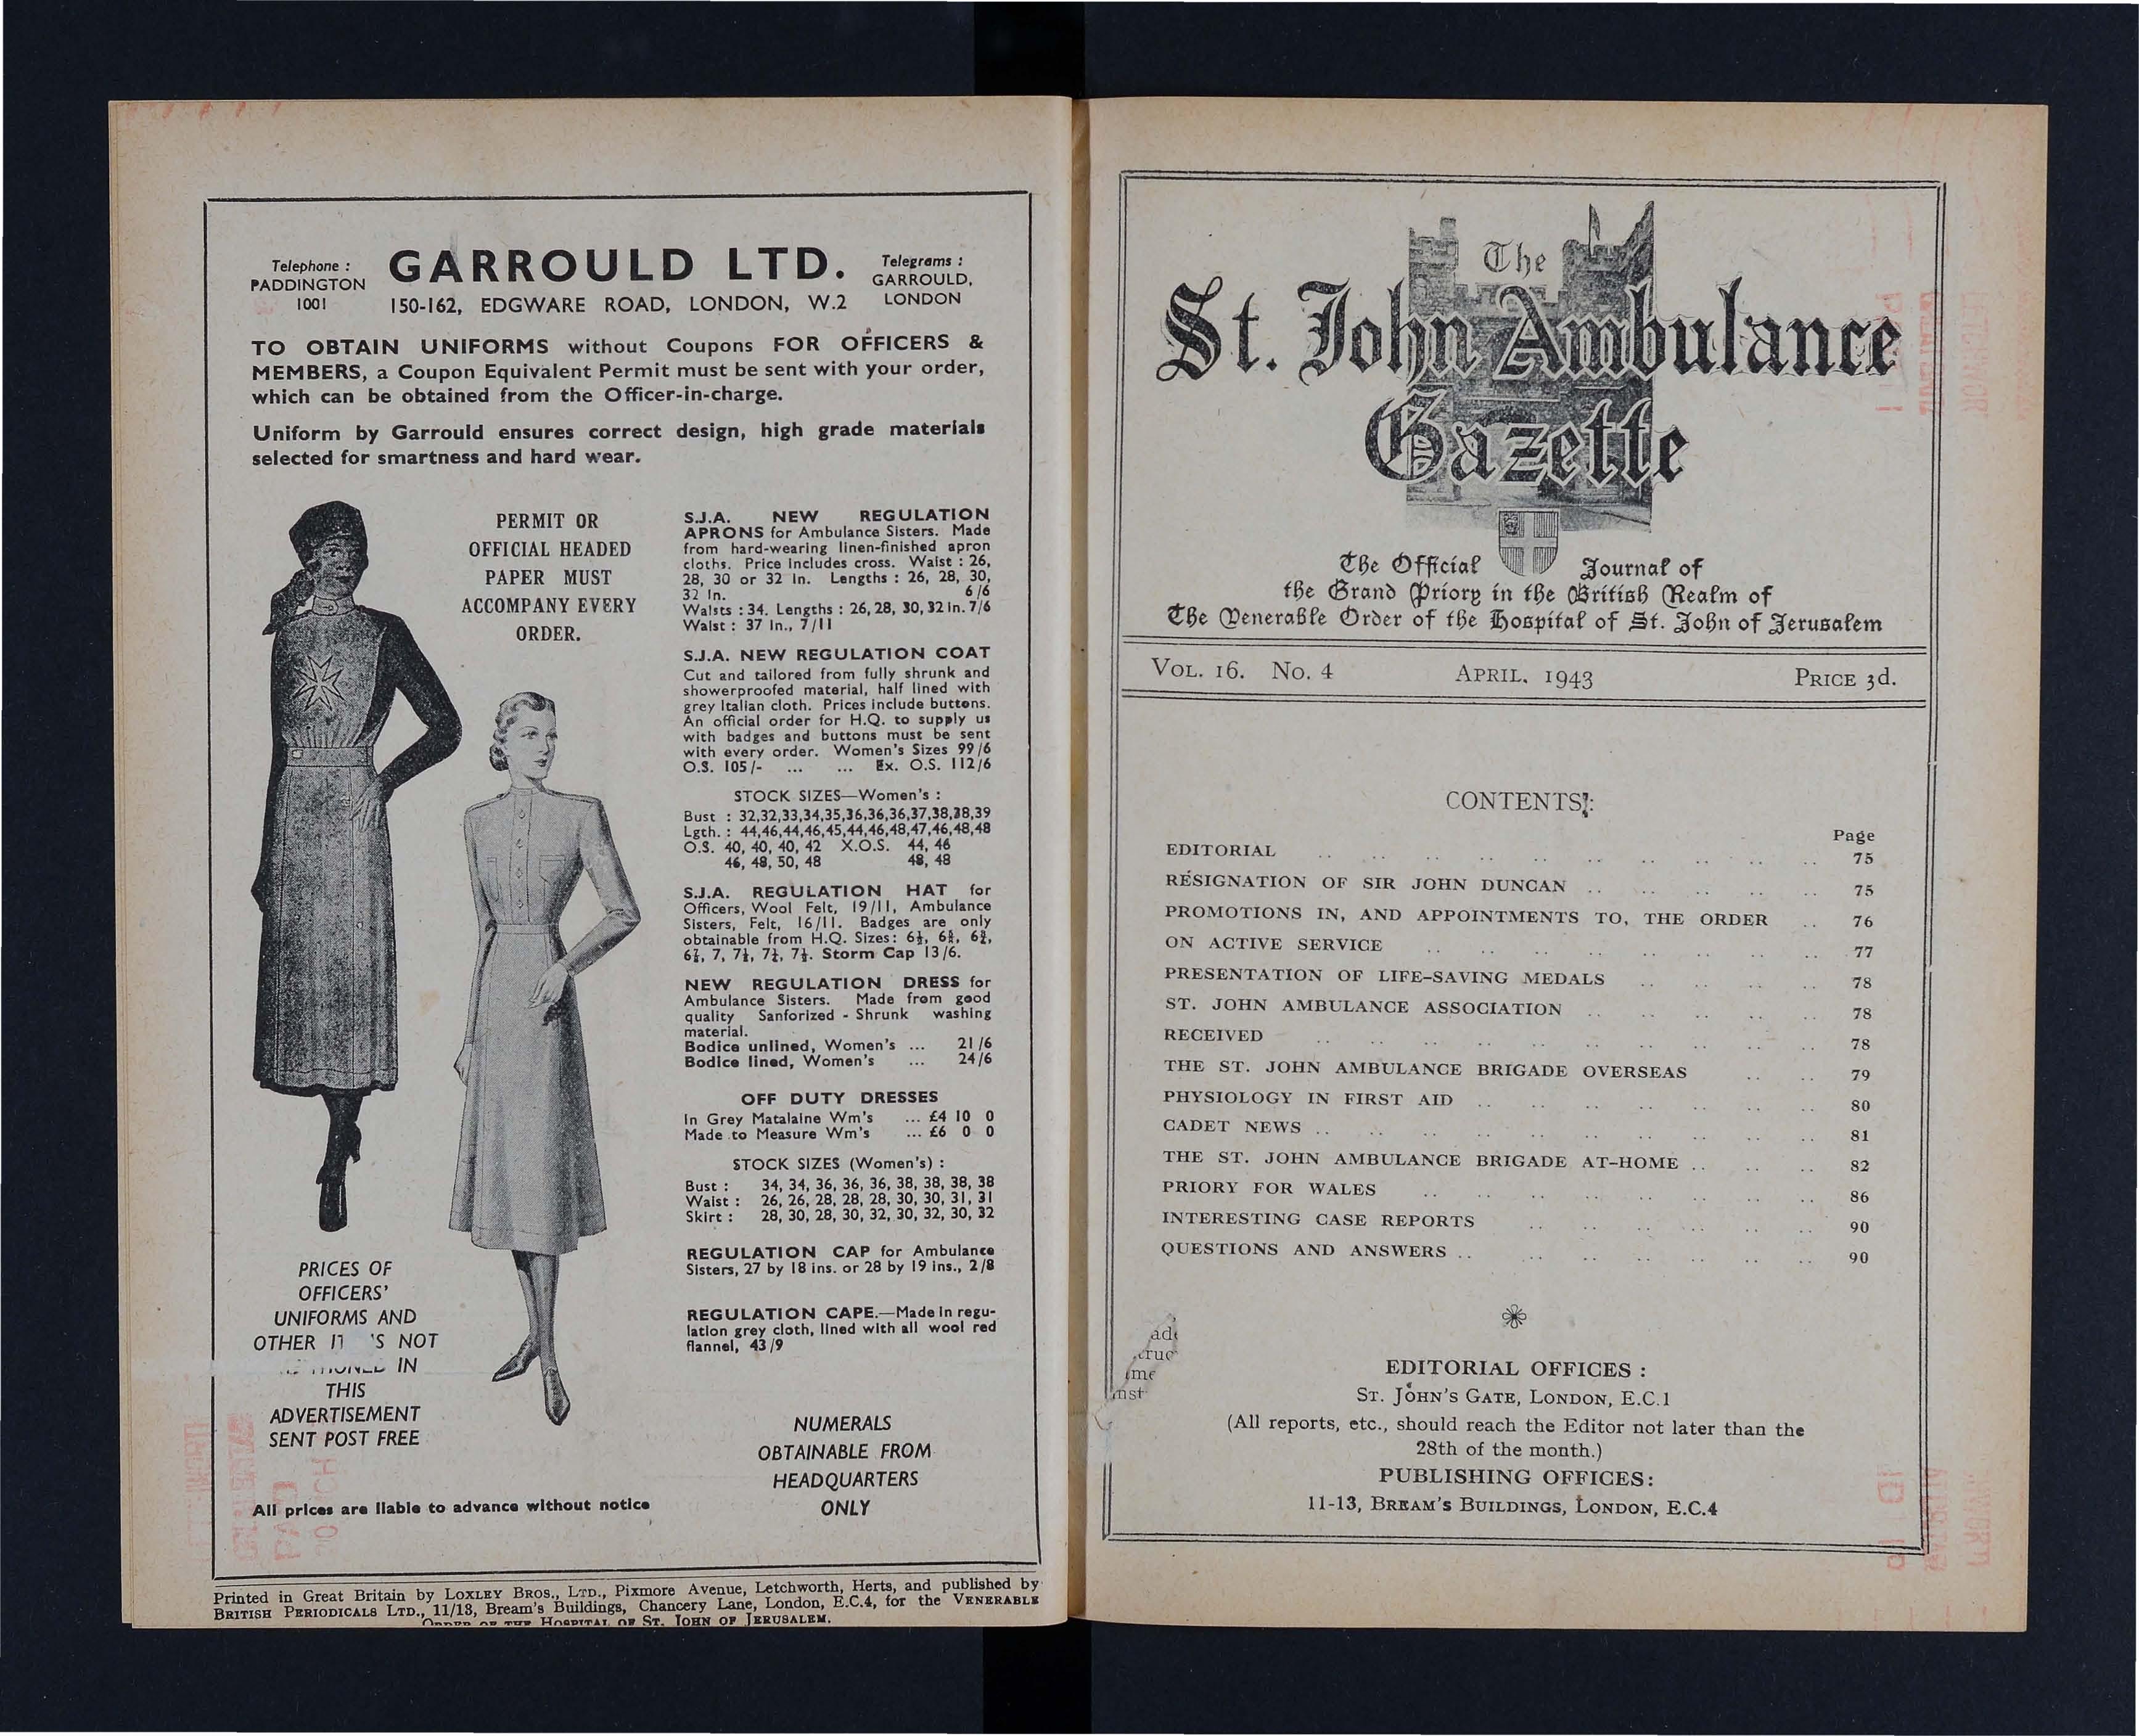 Telephone :
PADDINGTON
1001
GARROULD LTD.
150-162, EDGWARE ROAD, LONDON, W.2
Telegrams :
GARROULD,
LONDON
TO OBTAIN UNIFORMS without Coupons FOR OFFICERS &
MEMBERS, a Coupon Equivalent Permit must be sent with your order,
which can be obtained from the Officer-in-charge.
Uniform by Garrould ensures correct design, high grade materials
selected for smartness and hard wear.
PERMIT OR
OFFICIAL HEADED
PAPER MUST
ACCOMPANY EVERY
ORDER.
S.J.A. NEW REGULATION
APRONS for Ambulance Sisters. Made
from hard-wearing linen-finished apron
cloths. Price includes cross. Waist : 26,
28, 30 or 32 in. Lengths : 26, 28, 30,
32 in. 6/6
Waists : 34. Lengths : 26, 28, 30, 32 in. 7/6
Waist : 37 in., 7/11
S.J.A. NEW REGULATION COAT
Cut and tailored from fully shrunk and
showerproofed material, half lined with
grey Italian cloth. Prices include buttons.
An official order for H.Q. to supply us
with badges and buttons must be sent
with every order. Women's Sizes 99/6
O.S. 105/- ... ... Ex. O.S. 112/6
STOCK SIZES—Women's :
Bust : 32,32,33,34,35,36,36,36,37,38,38,39
Lgth. : 44,46,44,46,45,44,46,48,47,46,48,48
O.S. 40, 40, 40, 42 X.O.S. 44, 46
46, 48, 50, 48 48, 48
S.J.A. REGULATION HAT for
Officers, Wool Felt, 19/11, Ambulance
Sisters, Felt, 16/11. Badges are only
obtainable from H.Q. Sizes:
7, Storm Cap 13/6.
NEW REGULATION DRESS for
Ambulance Sisters. Made from good
quality Sanforized - Shrunk washing
material.
Bodice unlined, Women's ... 21/6
Bodice lined, Women's ... 24/6
OFF DUTY DRESSES
In Grey Matalaine Wm's ... £4 10 0
Made to Measure Wm's ... £6 0 0
STOCK SIZES (Women's) :
Bust : 34, 34, 36, 36, 36, 38, 38, 38, 38
Waist : 26, 26, 28, 28, 28, 30, 30, 31, 31
Skirt : 28, 30, 28, 30, 32, 30, 32, 30, 32
REGULATION CAP for Ambulance
Sisters, 27 by 18 ins. or 28 by 19 ins., 2/8
REGULATION CAPE.—Made in regu-
lation grey cloth, lined with all wool red
flannel, 43/9
PRICES OF
OFFICERS'
UNIFORMS AND
OTHER 'S NOT
IN
THIS
ADVERTISEMENT
SENT POST FREE
NUMERALS
OBTAINABLE FROM
HEADQUARTERS
ONLY
All prices are liable to advance without notice
Printed in Great Britain by LOXLEY BROS., LTD., Pixmore Avenue, Letchworth, Herts, and published by
BRITISH PERIODICALS LTD., 11/13, Bream's Buildings, Chancery Lane, London, E.C.4, for the VENERABLE
ORDER OF THE HOSPITAL OF ST. JOHN OF JERUSALEM.
The
St. John Ambulance
Gazette
The Official Journal of
the Grand Priory in the British Realm of
The Venerable Order of the Hospital of St. John of Jerusalem
VOL. 16. No. 4 APRIL, 1943 PRICE 3d.
CONTENTS:
Page
EDITORIAL .. .. .. .. .. .. .. .. .. .. 75
RESIGNATION OF SIR JOHN DUNCAN .. .. .. .. .. 75
PROMOTIONS IN, AND APPOINTMENTS TO, THE ORDER .. 76
ON ACTIVE SERVICE .. .. .. .. .. .. .. .. 77
PRESENTATION OF LIFE-SAVING MEDALS .. .. .. .. 78
ST. JOHN AMBULANCE ASSOCIATION .. .. .. .. .. 78
RECEIVED .. .. .. .. .. .. .. .. .. .. 78
THE ST. JOHN AMBULANCE BRIGADE OVERSEAS .. .. 79
PHYSIOLOGY IN FIRST AID .. .. .. .. .. .. .. 80
CADET NEWS .. .. .. .. .. .. .. .. .. .. 81
THE ST. JOHN AMBULANCE BRIGADE AT-HOME .. .. .. 82
PRIORY FOR WALES .. .. .. .. .. .. .. .. 86
INTERESTING CASE REPORTS .. .. .. .. .. .. 90
QUESTIONS AND ANSWERS .. .. .. .. .. .. .. 90
EDITORIAL OFFICES :
ST. JOHN'S GATE, LONDON, E.C.1
(All reports, etc., should reach the Editor not later than the
28th of the month.)
PUBLISHING OFFICES:
11-13, BREAM'S BUILDINGS, LONDON, E.C.4